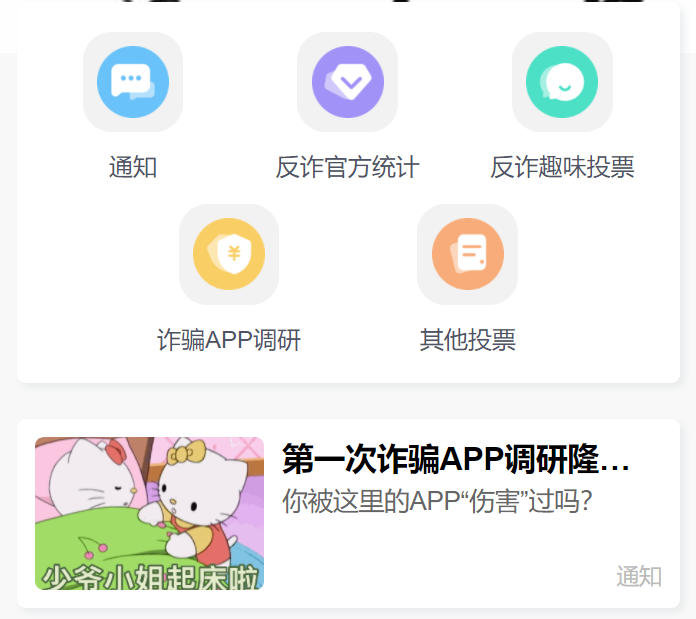 通知
反诈官方统计
反诈趣味投票
诈骗APP调研
其他投票
第一次诈骗APP调研隆…
你被这里的APP“伤害”过吗？
少爷小姐起床啦
通知